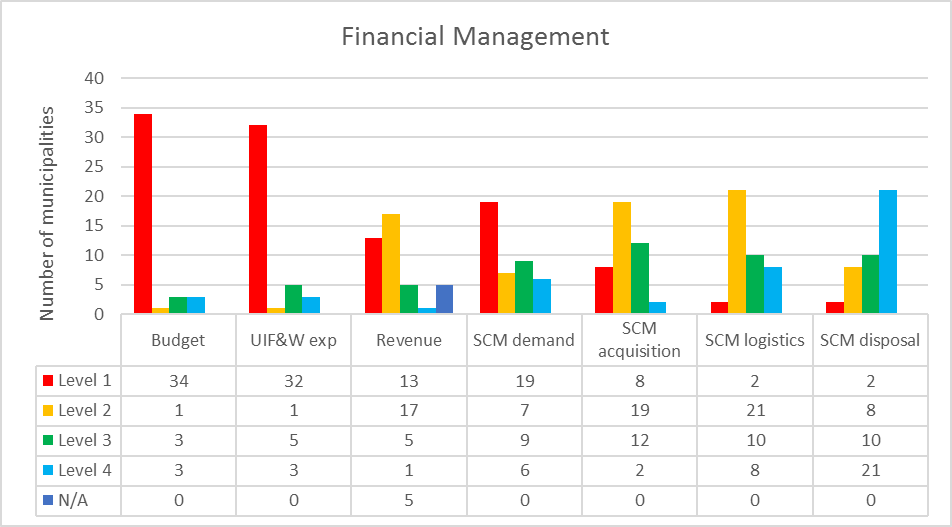 Financial Management
Number of municipalities
40
35
30
25
20
15
10
5
0
Budget UIF&W exp Revenue SCM demand SCM acquisition SCM logistics SCM disposal
Level 1 34 32 13 19 8 2 2
Level 2 1 1 17 7 19 21 8
Level 3 3 5 5 9 12 10 10
Level 4 3 3 1 6 2 8 21
N/A 0 0 5 0 0 0 0